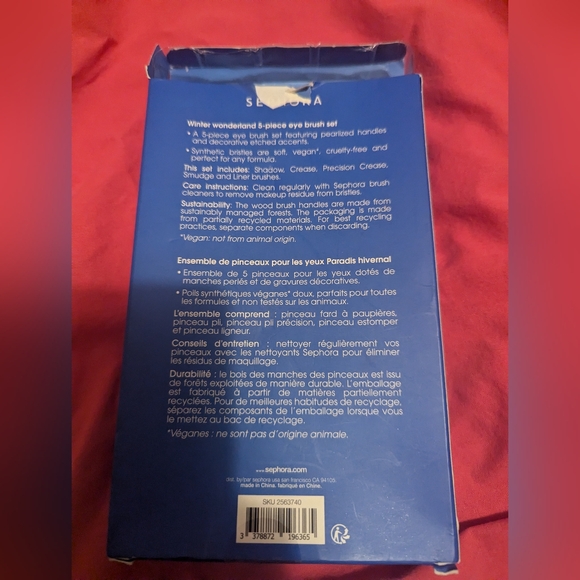 SEPHORA
Winter wonderland 5-piece eye brush set
• A 5-piece eye brush set featuring pearlized handles
and decorative etched accents.
• Synthetic bristles are soft, vegan*, cruelty-free and
perfect for any formula.
This set includes: Shadow, Crease, Precision Crease,
Smudge and Liner brushes.
Care instructions: Clean regularly with Sephora brush
cleaners to remove makeup residue from bristles.
Sustainability: The wood brush handles are made from
sustainably managed forests. The packaging is made
from partially recycled materials. For best recycling
practices, separate components when discarding.
*Vegan: not from animal origin.
Ensemble de pinceaux pour les yeux Paradis hivernal
• Ensemble de 5 pinceaux pour les yeux dotés de
manches perlés et de gravures décoratives.
• Poils synthétiques véganes* doux, parfaits pour toutes
les formules et non testés sur les animaux.
L'ensemble comprend : pinceau fard à paupières,
pinceau pli, pinceau pli précision, pinceau estomper
et pinceau ligneur.
Conseils d'entretien : nettoyer régulièrement vos
pinceaux avec les nettoyants Sephora pour éliminer
les résidus de maquillage.
Durabilité : le bois des manches des pinceaux est issu
de forêts exploitées de manière durable. L'emballage
est fabriqué à partir de matières partiellement
recyclées. Pour de meilleures habitudes de recyclage,
séparez les composants de l'emballage lorsque vous
le mettez au bac de recyclage.
*Véganes : ne sont pas d'origine animale.
www.sephora.com
dist. by/par sephora usa san francisco CA 94105
made in China. fabriqué en Chine.
SKU 2563740
3 378872 196365